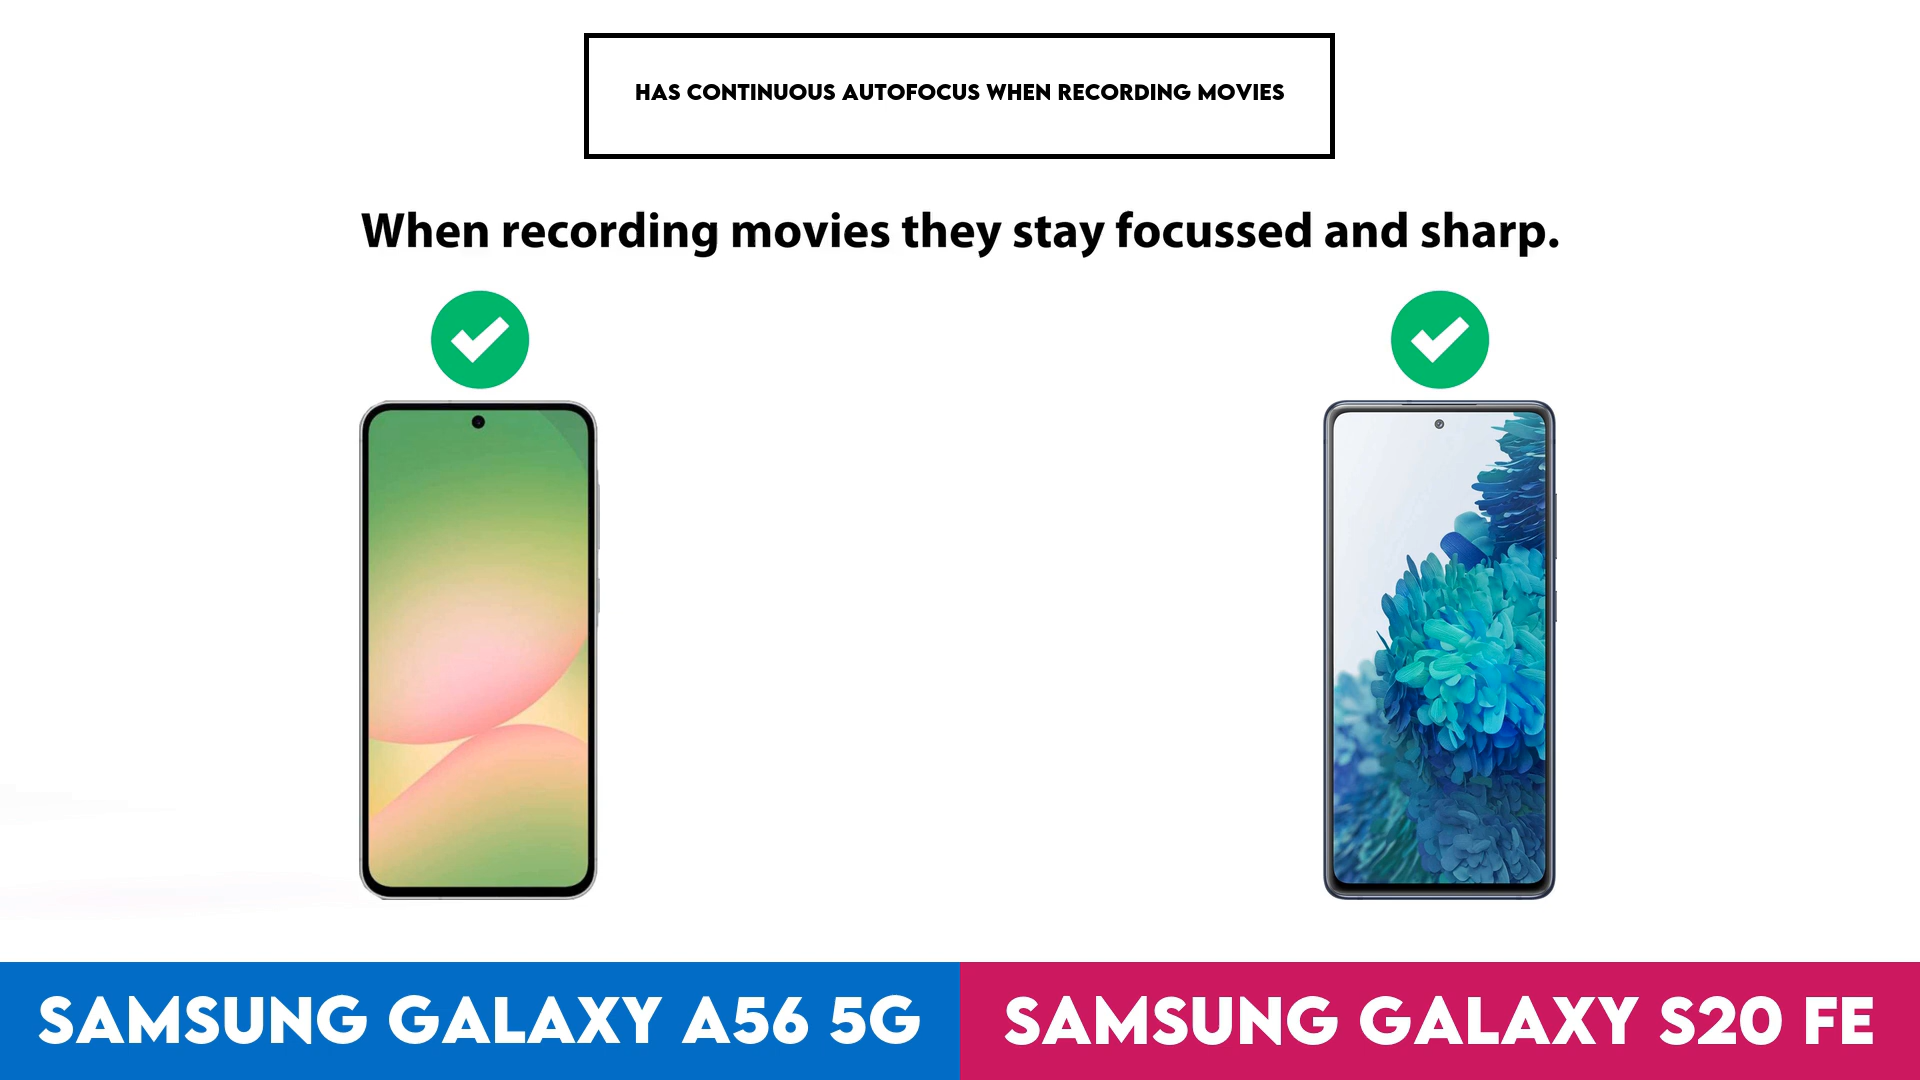 HAS CONTINUOUS AUTOFOCUS WHEN RECORDING MOVIES
When recording movies they stay focussed and sharp.
SAMSUNG GALAXY A56 5G
SAMSUNG GALAXY S20 FE